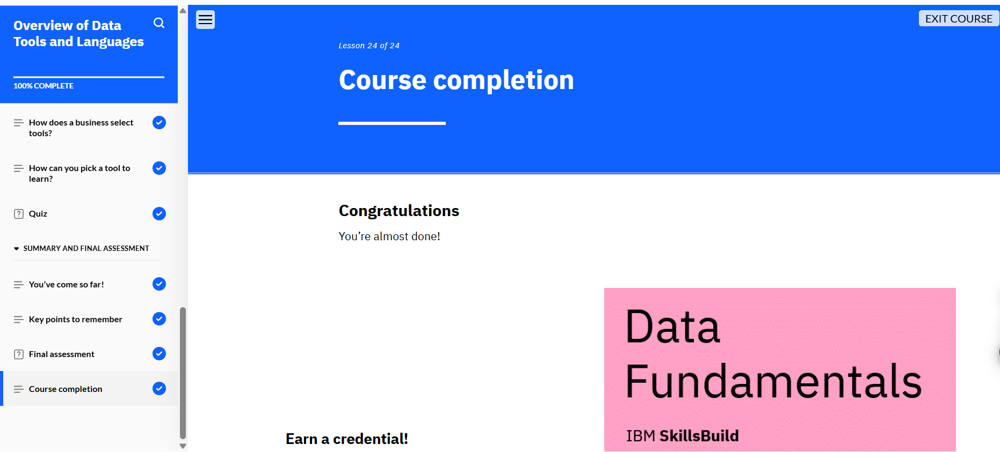 Overview of Data
Tools and Languages
100% COMPLETE
How does a business select
tools?
How can you pick a tool to
learn?
Quiz
SUMMARY AND FINAL ASSESSMENT
You’ve come so far!
Key points to remember
Final assessment
Course completion
EXIT COURSE
Lesson 24 of 24
Course completion
Congratulations
You’re almost done!
Earn a credential!
Data
Fundamentals
IBM SkillsBuild